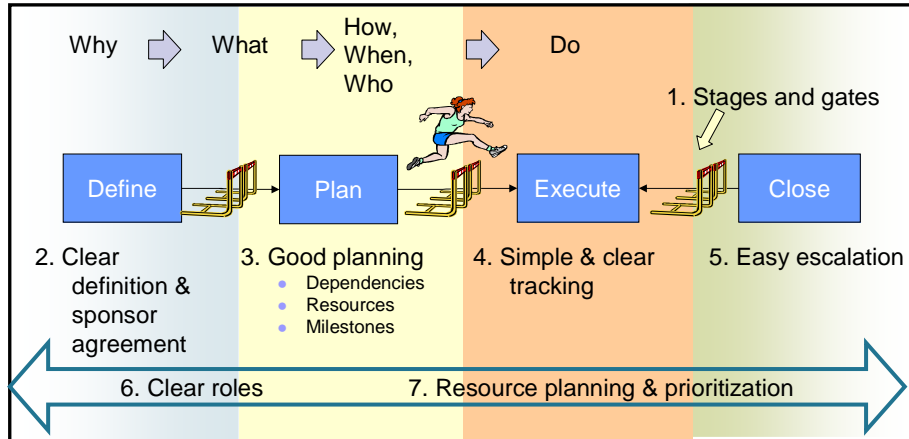 Why
What
How,
When,
Who
Do
1. Stages and gates
Define
Plan
Execute
Close
2. Clear
definition &
sponsor
agreement
3. Good planning
Dependencies
Resources
Milestones
4. Simple & clear
tracking
5. Easy escalation
6. Clear roles
7. Resource planning & prioritization